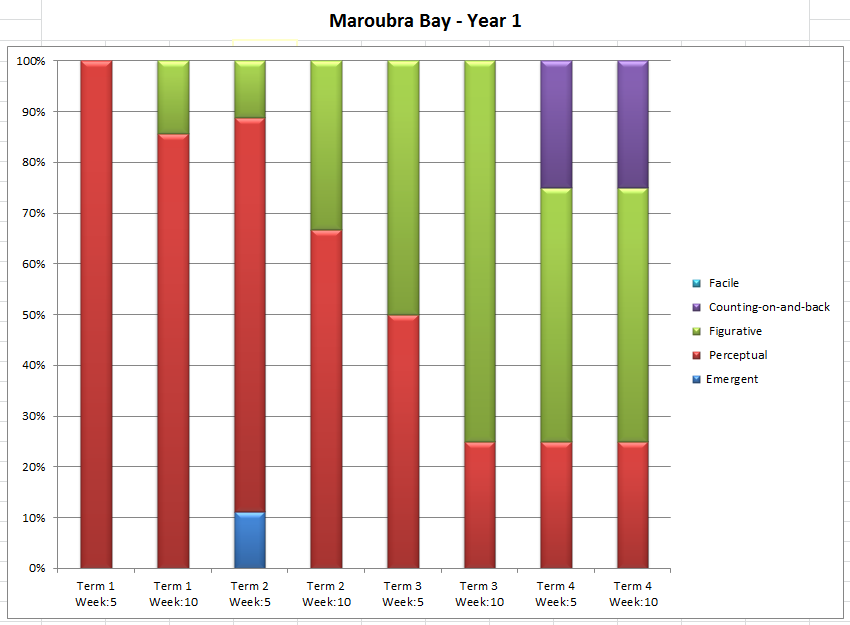 Maroubra Bay - Year 1
100%
90%
80%
70%
60%
50%
40%
30%
20%
10%
0%
Term 1 Term 1 Term 2 Term 2 Term 3 Term 3 Term 4 Term 4
Week:5 Week:10 Week:5 Week:10 Week:5 Week:10 Week:5 Week:10
Facile
Counting-on-and-back
Figurative
Perceptual
Emergent